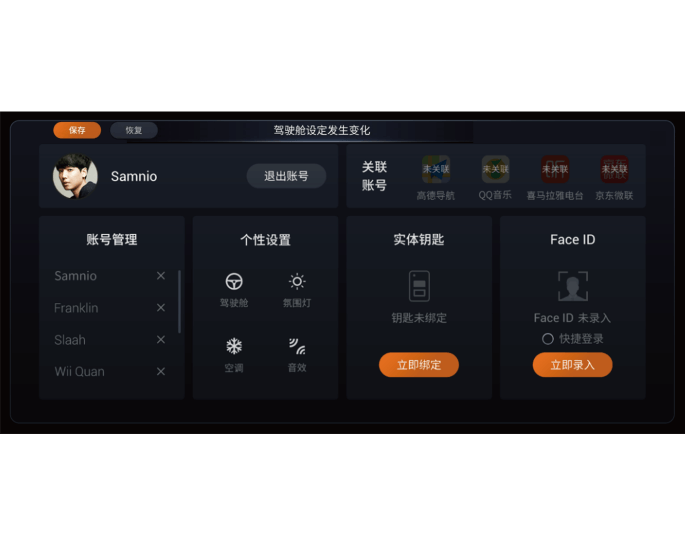 保存 恢复 驾驶舱设定发生变化
Samnio 退出账号
关联
账号
未关联 未关联 未关联 未关联
高德导航 QQ音乐 喜马拉雅电台 京东微联
账号管理
Samnio
Franklin
Slaah
Wii Quan
个性设置
驾驶舱 氛围灯
空调 音效
实体钥匙
钥匙未绑定
立即绑定
Face ID
Face ID 未录入
快捷登录
立即录入